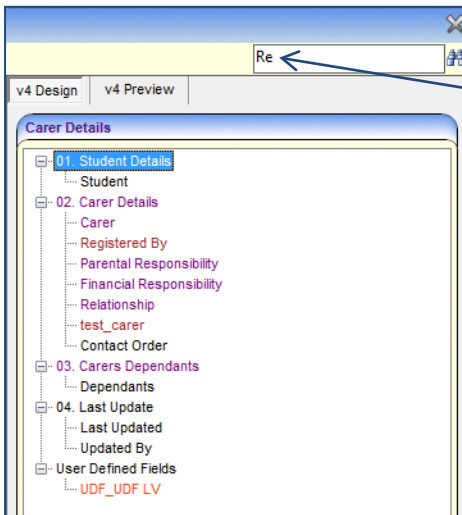 Re
v4 Design
v4 Preview
Carer Details
01. Student Details
Student
02. Carer Details
Carer
Registered By
Parental Responsibility
Financial Responsibility
Relationship
test_carer
Contact Order
03. Carers Dependants
Dependants
04. Last Update
Last Updated
Updated By
User Defined Fields
UDF_UDF LV